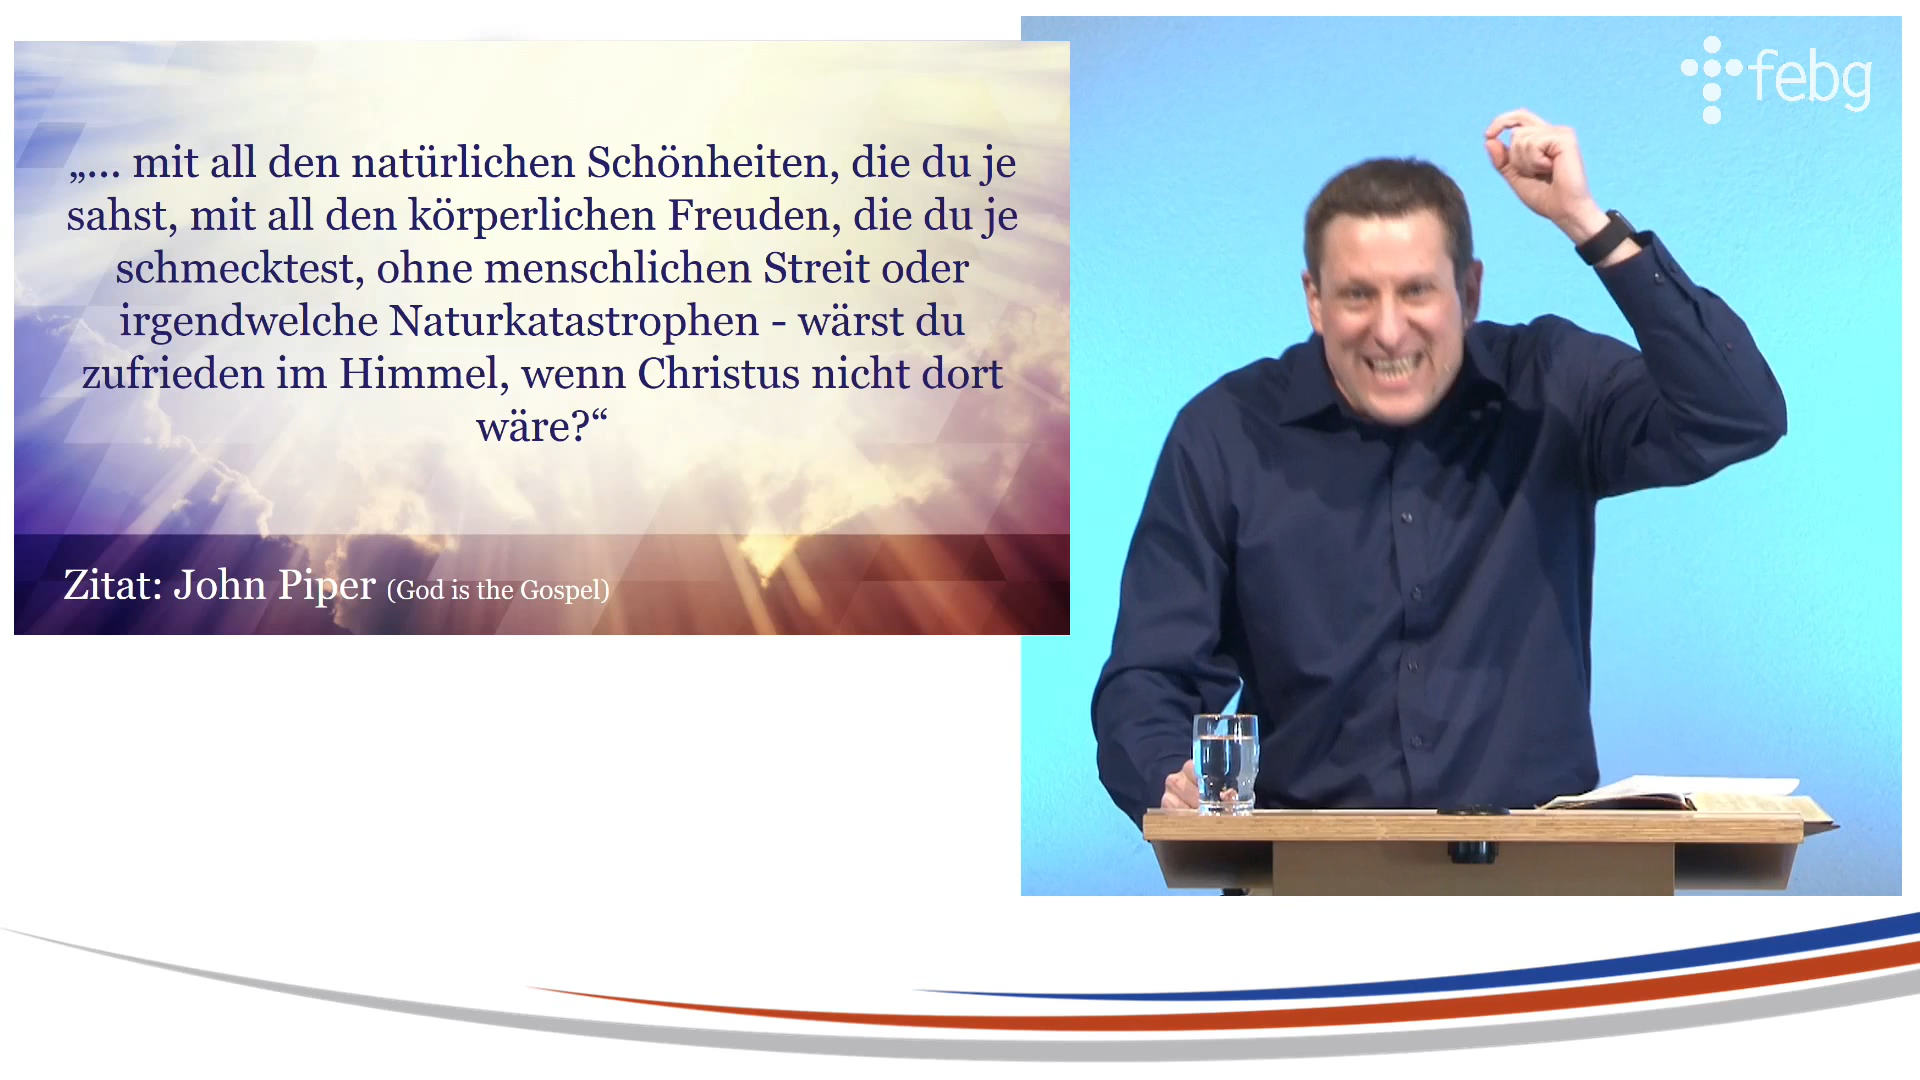 „... mit all den natürlichen Schönheiten, die du je
sahst, mit all den körperlichen Freuden, die du je
schmecktest, ohne menschlichen Streit oder
irgendwelche Naturkatastrophen - wärst du
zufrieden im Himmel, wenn Christus nicht dort
wäre?“
Zitat: John Piper (God is the Gospel)
febg